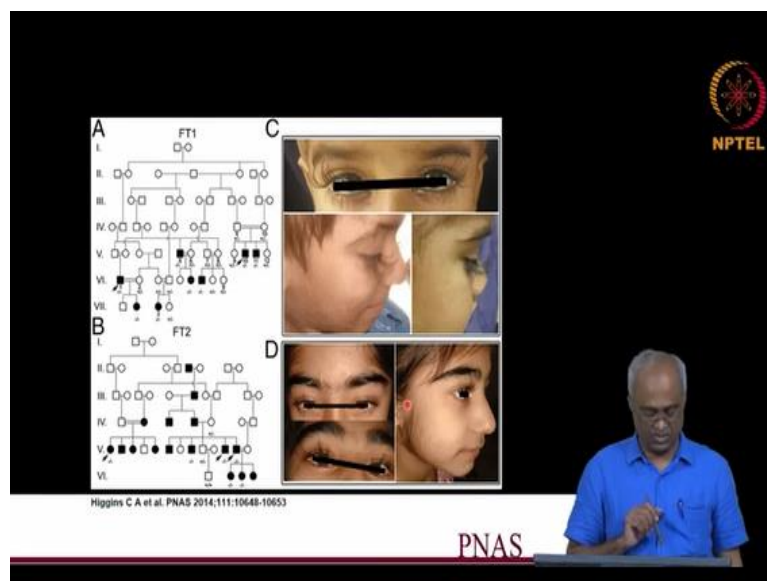 A
FT1
C
I.
II.
III.
IV.
V.
VI.
VII.
B
FT2
D
I.
II.
III.
IV.
V.
VI.
NPTEL
Higgins C A et al. PNAS 2014;111:10648-10653
PNAS